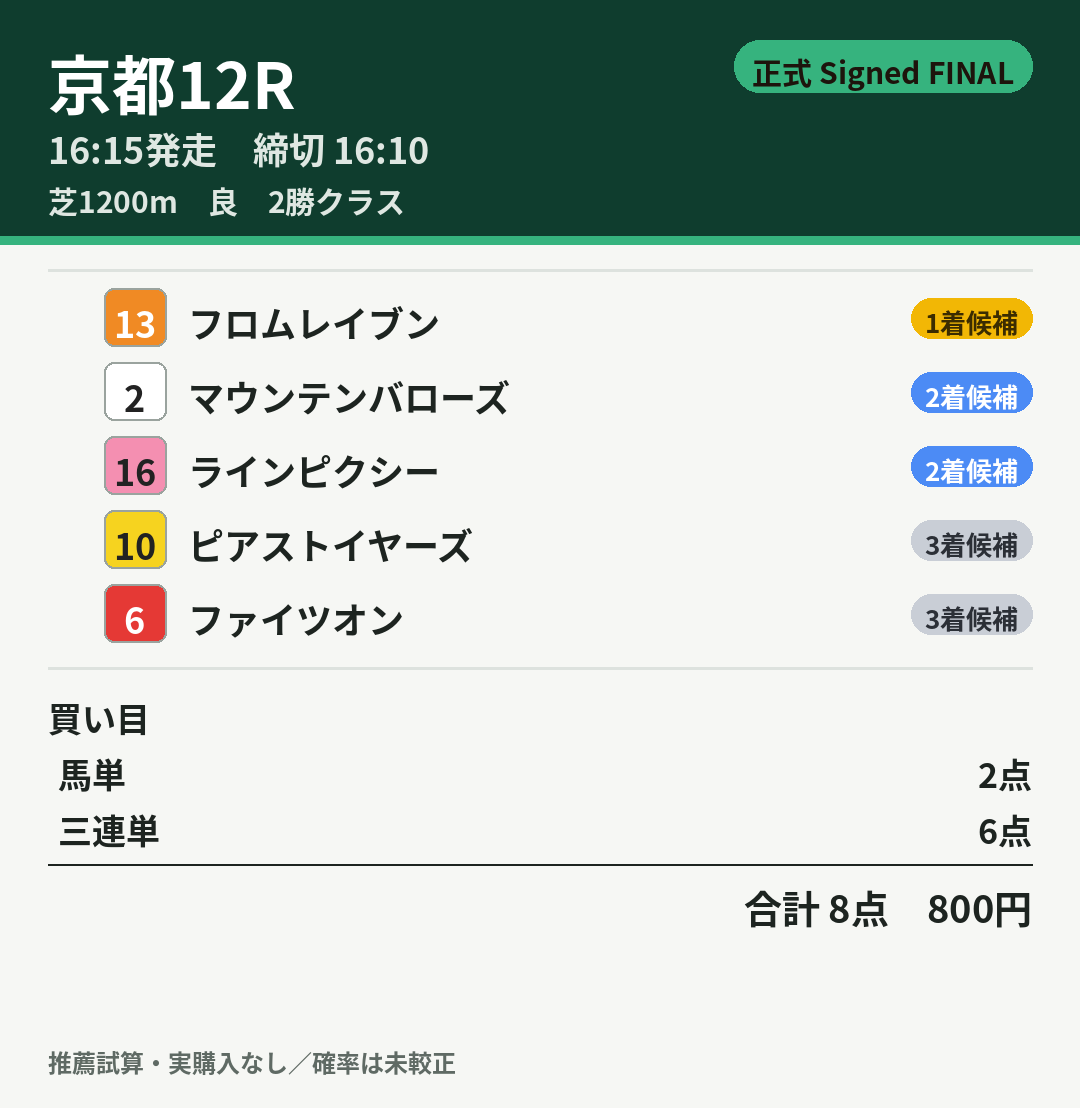 京都12R
正式 Signed FINAL
16:15発走　締切 16:10
芝1200m　良　2勝クラス
13 フロムレイブン 1着候補
2 マウンテンバローズ 2着候補
16 ラインピクシー 2着候補
10 ピアストイヤーズ 3着候補
6 ファイツオン 3着候補
買い目
馬単 2点
三連単 6点
合計 8点　800円
推薦試算・実購入なし／確率は未較正